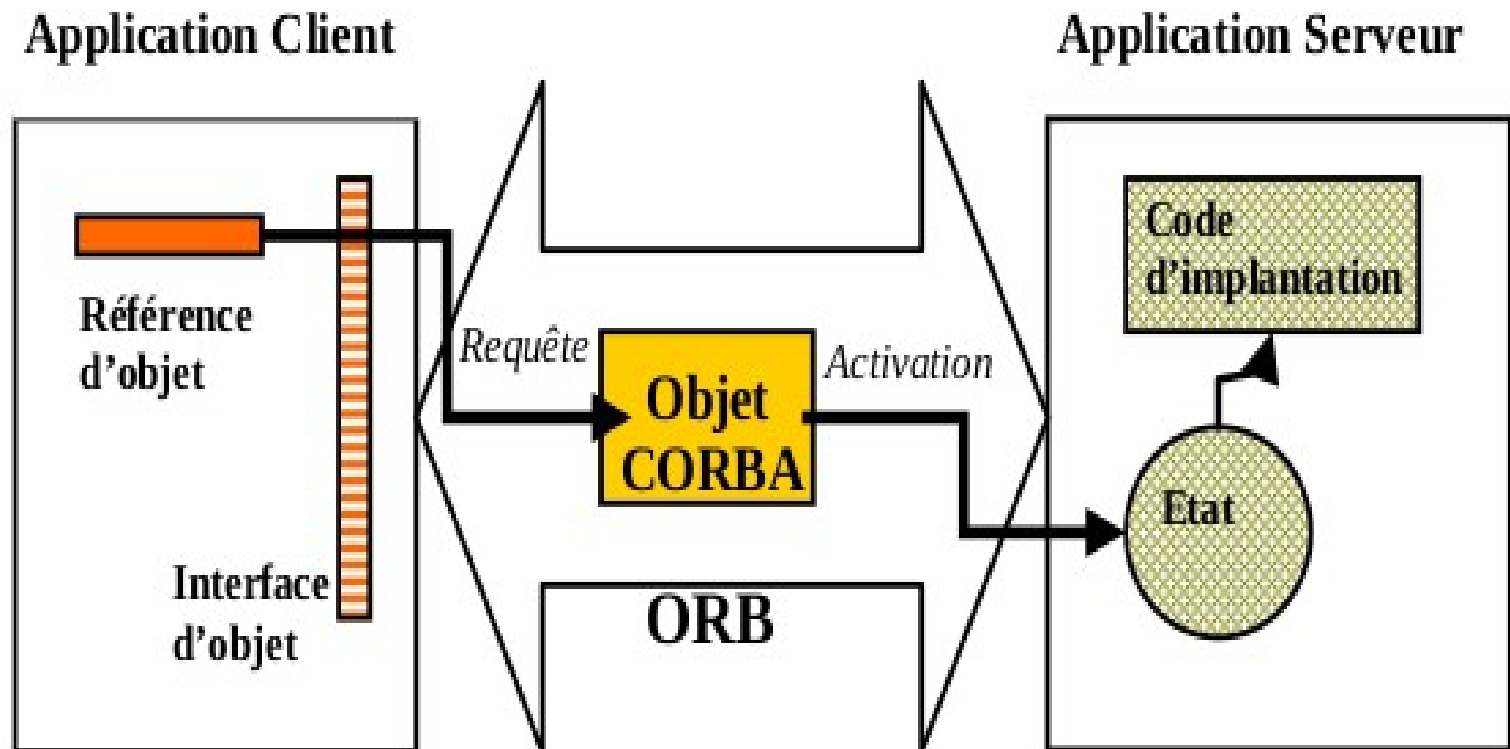 Application Client
Application Serveur
Référence
d'objet
Interface
d'objet
Requête
Objet
CORBA
Activation
ORB
Code
d'implantation
Etat